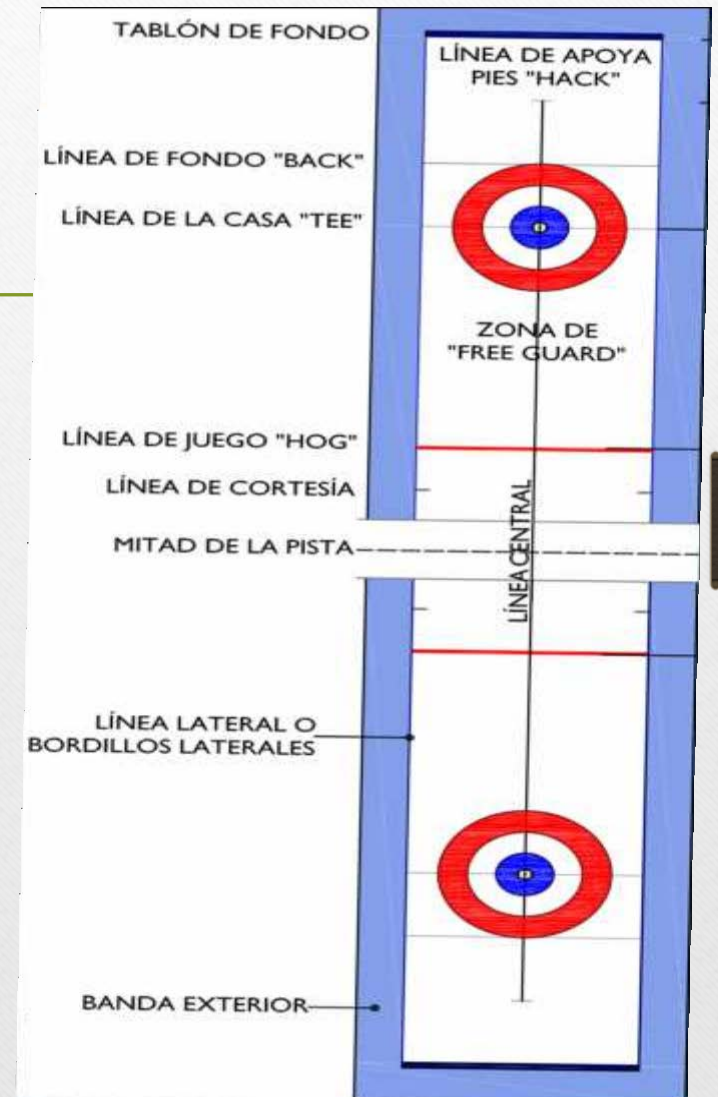 TABLÓN DE FONDO
LÍNEA DE APOYA
PIES "HACK"
LÍNEA DE FONDO "BACK"
LÍNEA DE LA CASA "TEE"
ZONA DE
"FREE GUARD"
LÍNEA DE JUEGO "HOG"
LÍNEA DE CORTESÍA
MITAD DE LA PISTA
LÍNEA CENTRAL
LÍNEA LATERAL O
BORDILLOS LATERALES
BANDA EXTERIOR